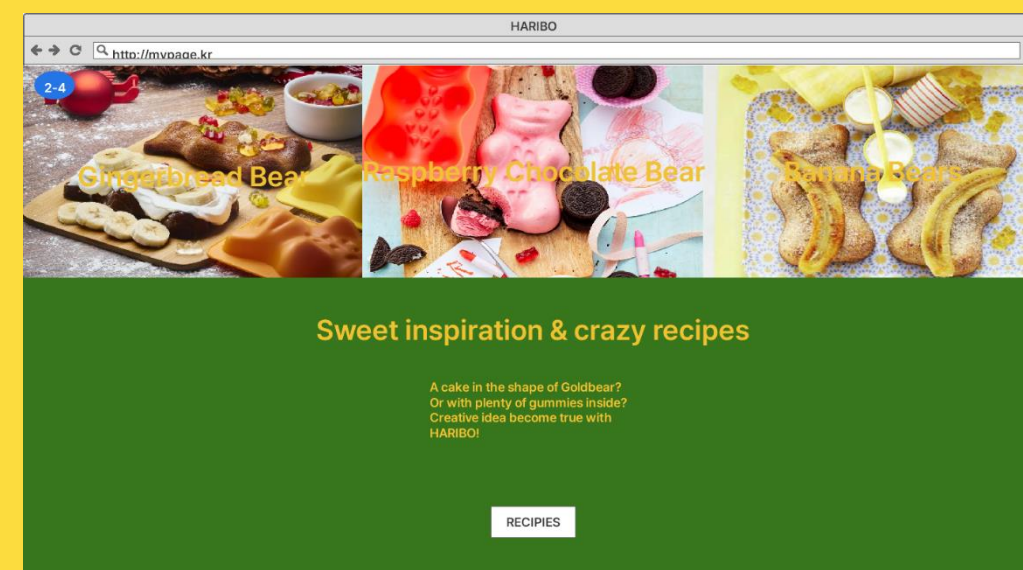 HARIBO
http://mypage.kr
2-4
Gingerbread Bear
Raspberry Chocolate Bear
Banana Bears
Sweet inspiration & crazy recipes
A cake in the shape of Goldbear?
Or with plenty of gummies inside?
Creative idea become true with
HARIBO!
RECIPIES